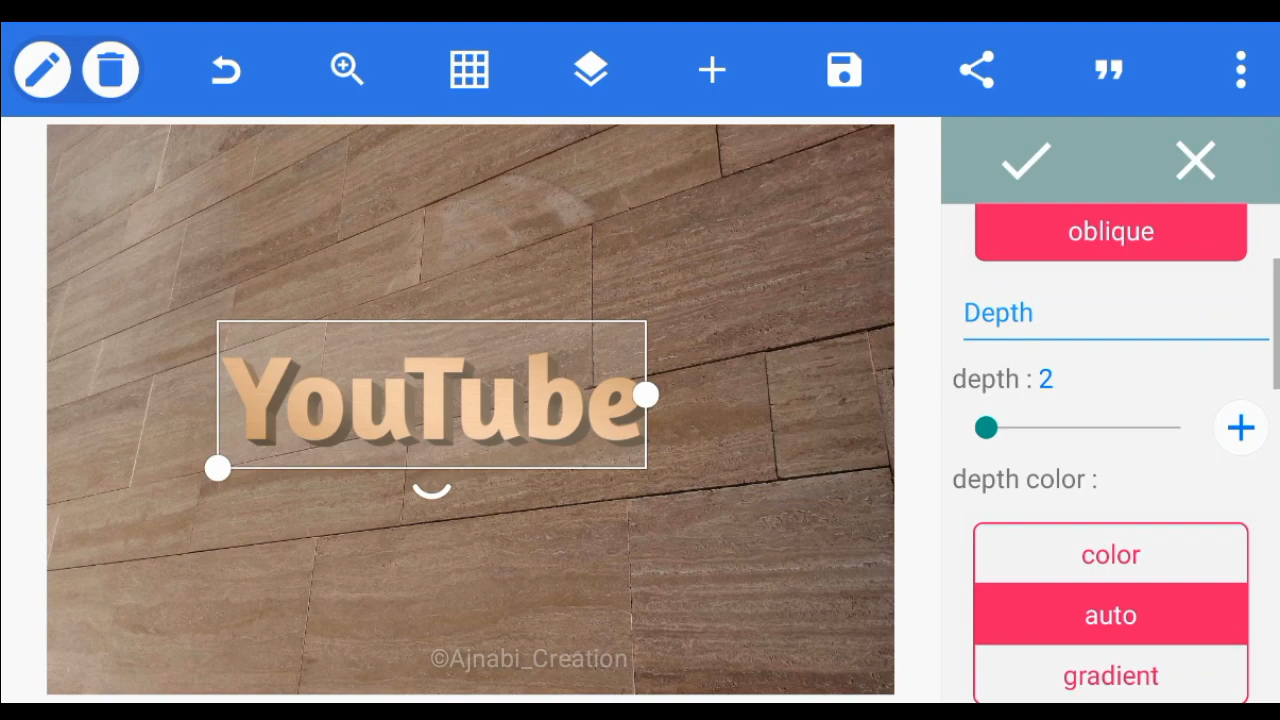 oblique
Depth
depth : 2
depth color :
color
auto
gradient
YouTube
©Ajnabi_Creation